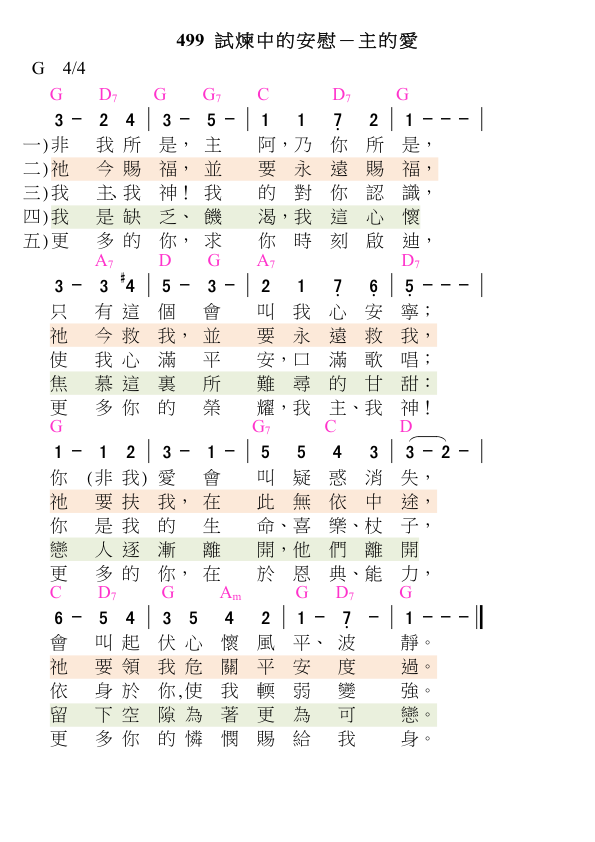 499 試煉中的安慰－主的愛
G 4/4
G D7 G G7 C D7 G
3 - 2 4 | 3 - 5 - | 1 1 7̣ 2 | 1 - - - |
一)非 我 所 是，主 阿，乃 你 所 是，
二)祂 今 賜 福，並 要 永 遠 賜 福，
三)我 主、我 神！我 的 對 你 認 識，
四)我 是 缺 乏、饑 渴，我 這 心 懷
五)更 多 的 你，求 你 時 刻 啟 迪，
A7 D G A7 D7
3 - 3 #4 | 5 - 3 - | 2 1 7̣ 6̣ | 5̣ - - - |
只 有 這 個 會 叫 我 心 安 寧；
祂 今 救 我，並 要 永 遠 救 我，
使 我 心 滿 平 安，口 滿 歌 唱；
焦 慕 這 裏 所 難 尋 的 甘 甜：
更 多 你 的 榮 耀，我 主、我 神！
G G7 C D
1 - 1 2 | 3 - 1 - | 5 5 4 3 | 3 - 2 - |
你 (非 我) 愛 會 叫 疑 惑 消 失，
祂 要 扶 我，在 此 無 依 中 途，
你 是 我 的 生 命、喜 樂、杖 子，
戀 人 逐 漸 離 開，他 們 離 開
更 多 的 你，在 於 恩 典、能 力，
C D7 G Am G D7 G
6 - 5 4 | 3 5 4 2 | 1 - 7̣ - | 1 - - - ‖
會 叫 起 伏 心 懷 風 平、波 靜。
祂 要 領 我 危 關 平 安 度 過。
依 身 於 你,使 我 輭 弱 變 強。
留 下 空 隙 為 著 更 為 可 戀。
更 多 你 的 憐 憫 賜 給 我 身。